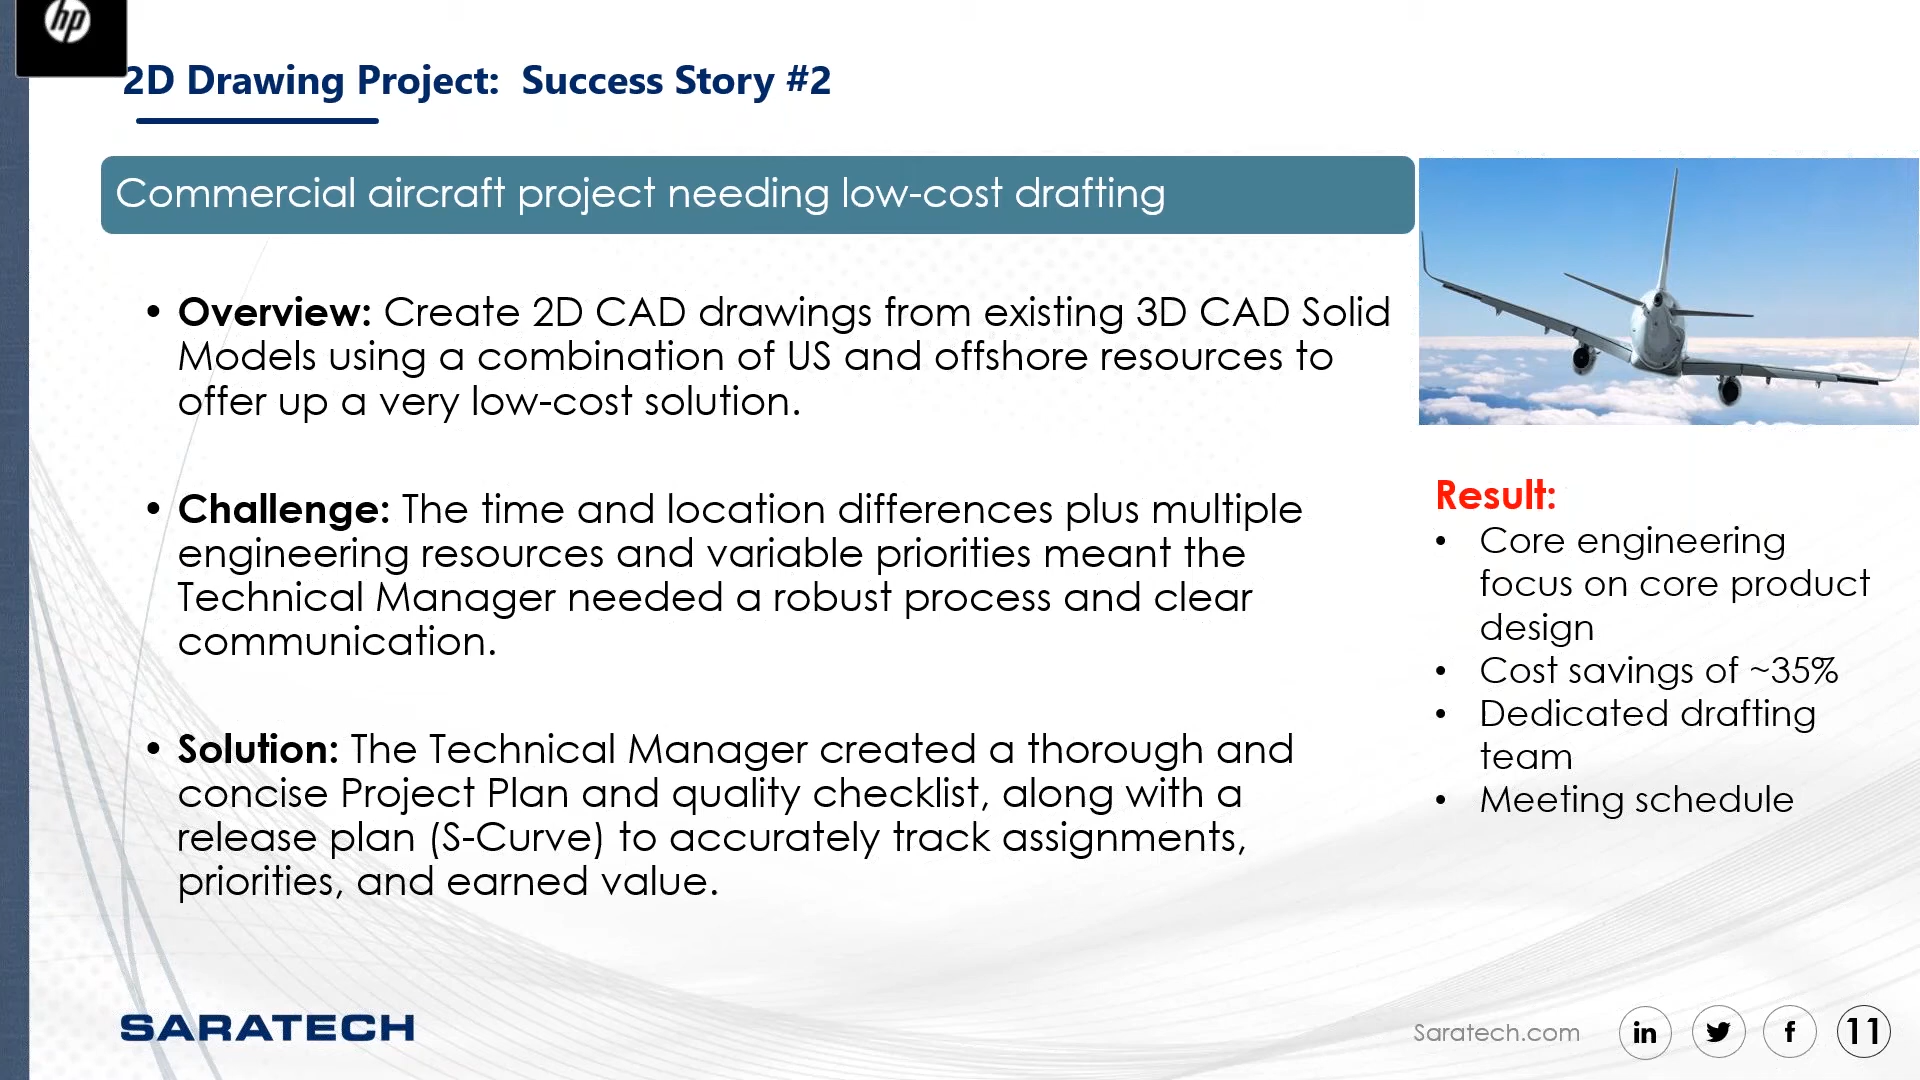 hp
2D Drawing Project:  Success Story #2
Commercial aircraft project needing low-cost drafting
• Overview: Create 2D CAD drawings from existing 3D CAD Solid
Models using a combination of US and offshore resources to
offer up a very low-cost solution.
• Challenge: The time and location differences plus multiple
engineering resources and variable priorities meant the
Technical Manager needed a robust process and clear
communication.
• Solution: The Technical Manager created a thorough and
concise Project Plan and quality checklist, along with a
release plan (S-Curve) to accurately track assignments,
priorities, and earned value.
Result:
• Core engineering
focus on core product
design
• Cost savings of ~35%
• Dedicated drafting
team
• Meeting schedule
SARATECH
Saratech.com
in
f
11